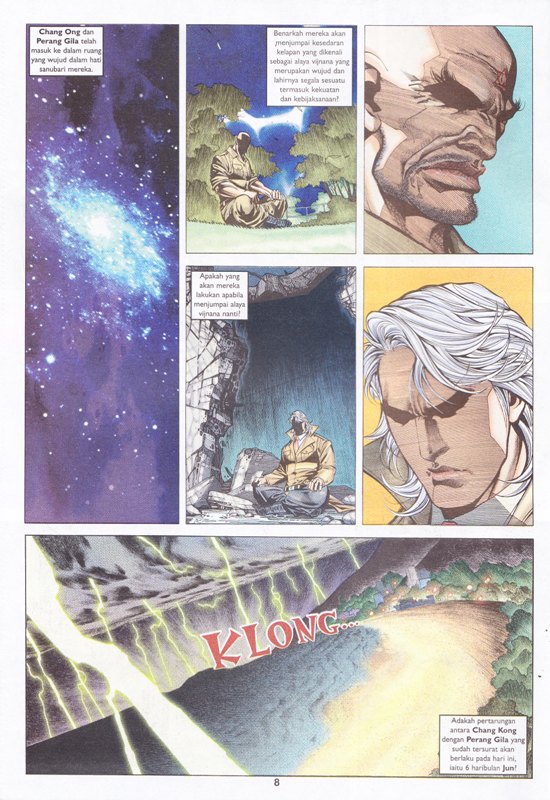 Chang Ong dan
Perang Gila telah
masuk ke dalam ruang
yang wujud dalam hati
sanubari mereka.
Benarkah mereka akan
menjumpai kesedaran
kelapan yang dikenali
sebagai alaya vijnana yang
merupakan wujud dan
lahirnya segala sesuatu
termasuk kekuatan
dan kebijaksanaan?
Apakah yang
akan mereka
lakukan apabila
menjumpai alaya
vijnana nanti?
KLONG...
Adakah pertarungan
antara Chang Kong
dengan Perang Gila yang
sudah tersurat akan
berlaku pada hari ini,
iaitu 6 haribulan Jun?
8